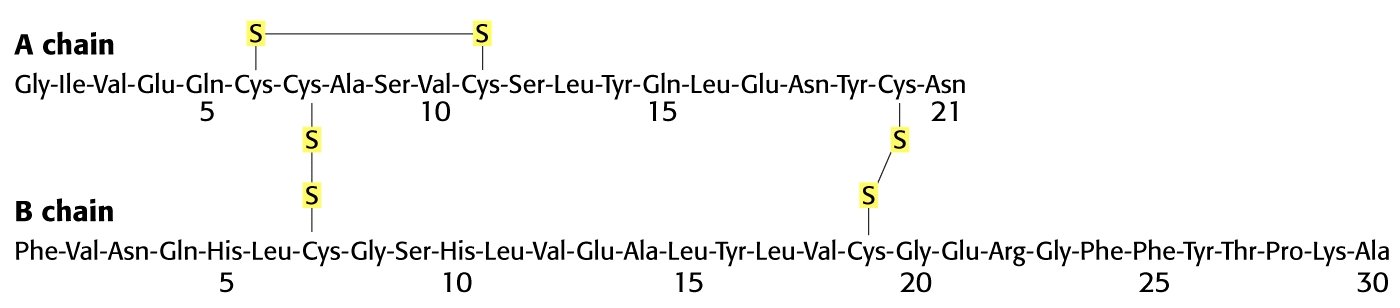 S S
A chain
Gly-Ile-Val-Glu-Gln-Cys-Cys-Ala-Ser-Val-Cys-Ser-Leu-Tyr-Gln-Leu-Glu-Asn-Tyr-Cys-Asn
5 10 15 21
S S
S S
B chain
Phe-Val-Asn-Gln-His-Leu-Cys-Gly-Ser-His-Leu-Val-Glu-Ala-Leu-Tyr-Leu-Val-Cys-Gly-Glu-Arg-Gly-Phe-Phe-Tyr-Thr-Pro-Lys-Ala
5 10 15 20 25 30